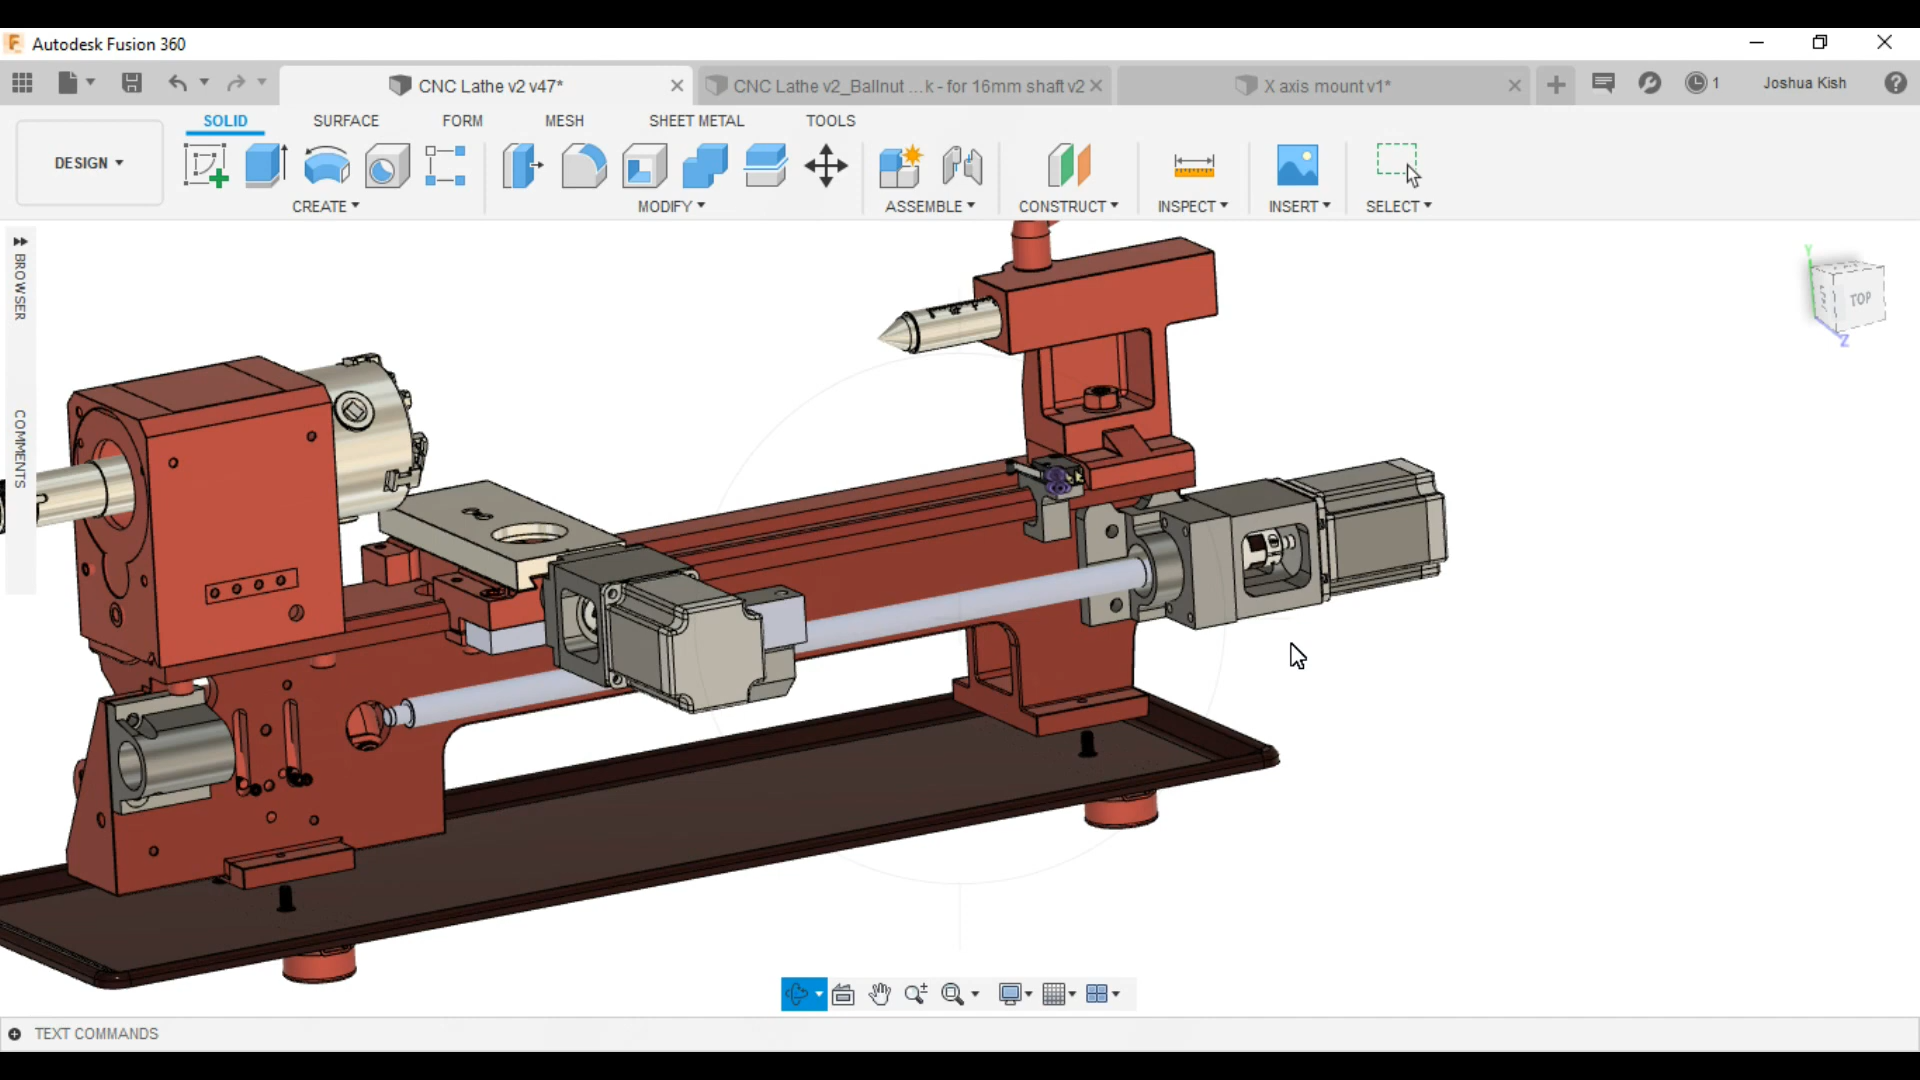 Autodesk Fusion 360
CNC Lathe v2 v47*
CNC Lathe v2_Ballnut ...k - for 16mm shaft v2
X axis mount v1*
1
Joshua Kish
SOLID
SURFACE
FORM
MESH
SHEET METAL
TOOLS
DESIGN
CREATE
MODIFY
ASSEMBLE
CONSTRUCT
INSPECT
INSERT
SELECT
BROWSER
COMMENTS
Y
TOP
Z
TEXT COMMANDS